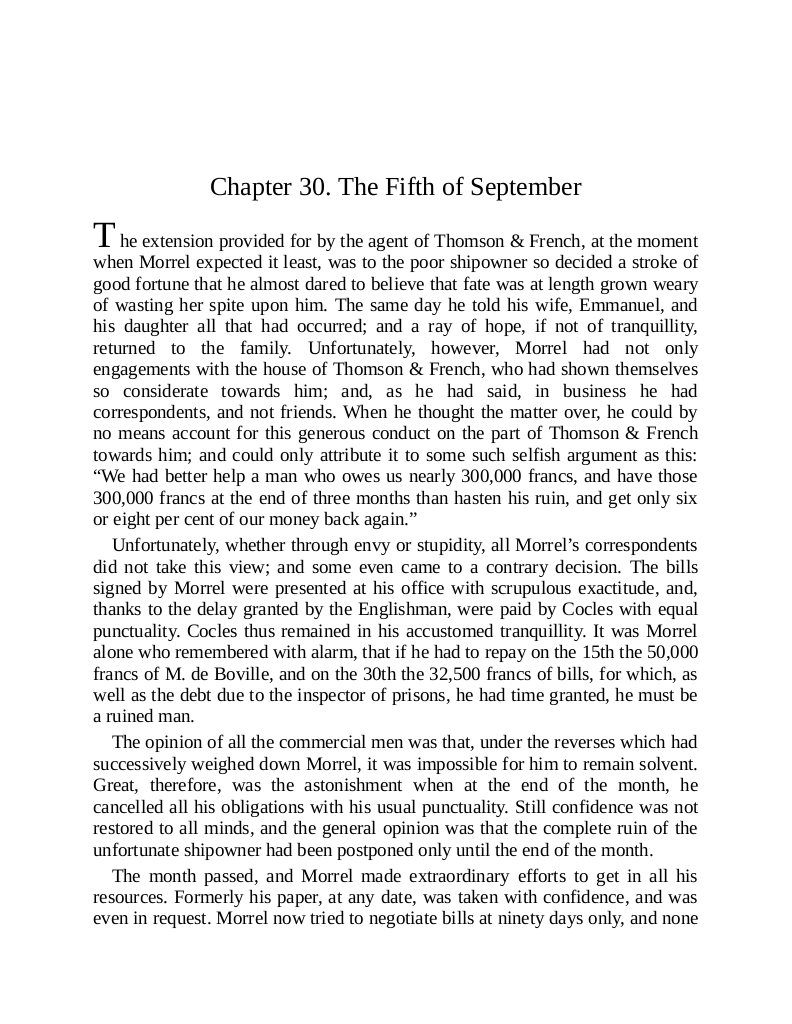 Chapter 30. The Fifth of September
The extension provided for by the agent of Thomson & French, at the moment
when Morrel expected it least, was to the poor shipowner so decided a stroke of
good fortune that he almost dared to believe that fate was at length grown weary
of wasting her spite upon him. The same day he told his wife, Emmanuel, and
his daughter all that had occurred; and a ray of hope, if not of tranquillity,
returned to the family. Unfortunately, however, Morrel had not only
engagements with the house of Thomson & French, who had shown themselves
so considerate towards him; and, as he had said, in business he had
correspondents, and not friends. When he thought the matter over, he could by
no means account for this generous conduct on the part of Thomson & French
towards him; and could only attribute it to some such selfish argument as this:
“We had better help a man who owes us nearly 300,000 francs, and have those
300,000 francs at the end of three months than hasten his ruin, and get only six
or eight per cent of our money back again.”
Unfortunately, whether through envy or stupidity, all Morrel’s correspondents
did not take this view; and some even came to a contrary decision. The bills
signed by Morrel were presented at his office with scrupulous exactitude, and,
thanks to the delay granted by the Englishman, were paid by Cocles with equal
punctuality. Cocles thus remained in his accustomed tranquillity. It was Morrel
alone who remembered with alarm, that if he had to repay on the 15th the 50,000
francs of M. de Boville, and on the 30th the 32,500 francs of bills, for which, as
well as the debt due to the inspector of prisons, he had time granted, he must be
a ruined man.
The opinion of all the commercial men was that, under the reverses which had
successively weighed down Morrel, it was impossible for him to remain solvent.
Great, therefore, was the astonishment when at the end of the month, he
cancelled all his obligations with his usual punctuality. Still confidence was not
restored to all minds, and the general opinion was that the complete ruin of the
unfortunate shipowner had been postponed only until the end of the month.
The month passed, and Morrel made extraordinary efforts to get in all his
resources. Formerly his paper, at any date, was taken with confidence, and was
even in request. Morrel now tried to negotiate bills at ninety days only, and none